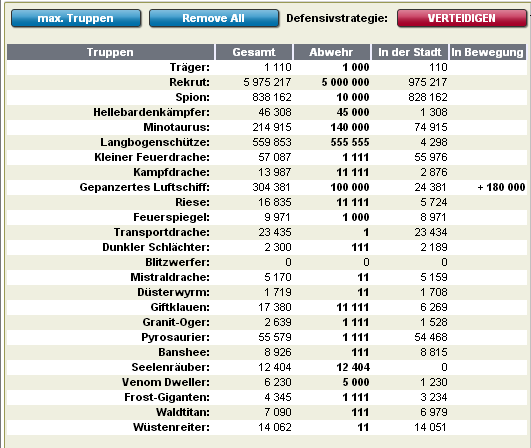 max. Truppen Remove All Defensivstrategie: VERTEIDIGEN
Truppen Gesamt Abwehr In der Stadt In Bewegung
Träger: 1 110 1 000 110
Rekrut: 5 975 217 5 000 000 975 217
Spion: 838 162 10 000 828 162
Hellebardenkämpfer: 46 308 45 000 1 308
Minotaurus: 214 915 140 000 74 915
Langbogenschütze: 559 853 555 555 4 298
Kleiner Feuerdrache: 57 087 1 111 55 976
Kampfdrache: 13 987 11 111 2 876
Gepanzertes Luftschiff: 304 381 100 000 24 381 + 180 000
Riese: 16 835 11 111 5 724
Feuerspiegel: 9 971 1 000 8 971
Transportdrache: 23 435 1 23 434
Dunkler Schlächter: 2 300 111 2 189
Blitzwerfer: 0 0 0
Mistraldrache: 5 170 11 5 159
Düsterwyrm: 1 719 11 1 708
Giftklauen: 17 380 11 111 6 269
Granit-Oger: 2 639 1 111 1 528
Pyrosaurier: 55 579 1 111 54 468
Banshee: 8 926 111 8 815
Seelenräuber: 12 404 12 404 0
Venom Dweller: 6 230 5 000 1 230
Frost-Giganten: 4 345 1 111 3 234
Waldtitan: 7 090 111 6 979
Wüstenreiter: 14 062 11 14 051